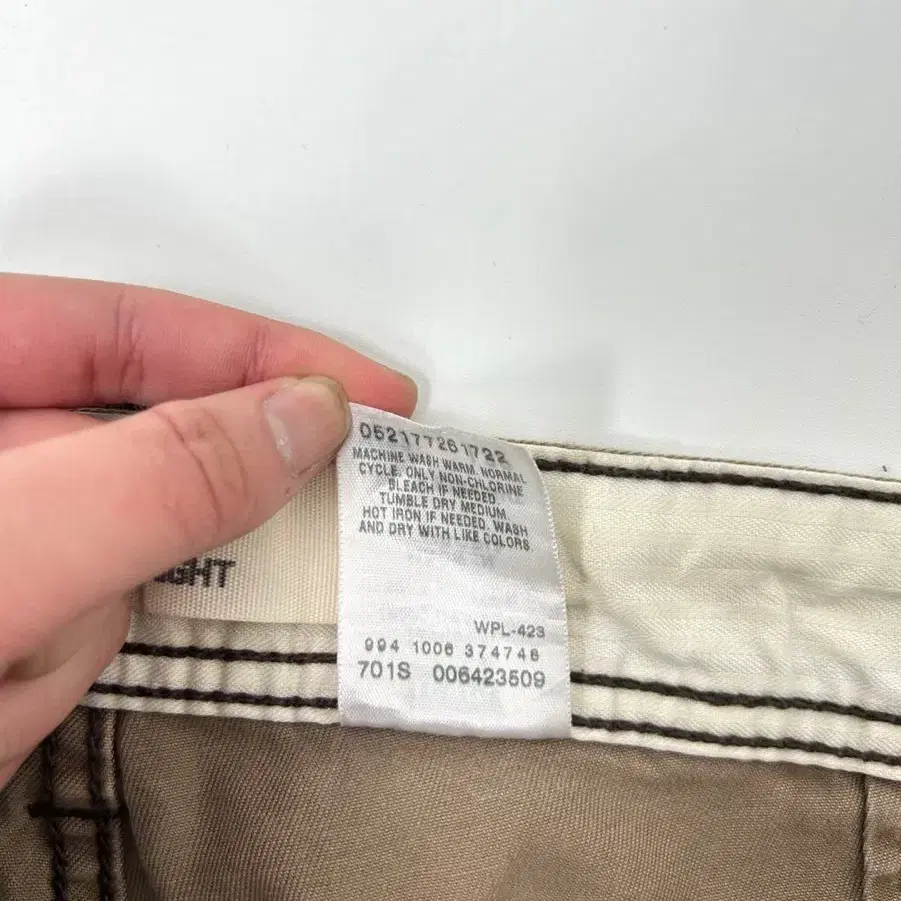 052177261722
MACHINE WASH WARM, NORMAL
CYCLE, ONLY NON-CHLORINE
BLEACH IF NEEDED
TUMBLE DRY MEDIUM,
HOT IRON IF NEEDED, WASH
AND DRY WITH LIKE COLORS
IGHT
WPL-423
994 1006 374746
701S 006423509